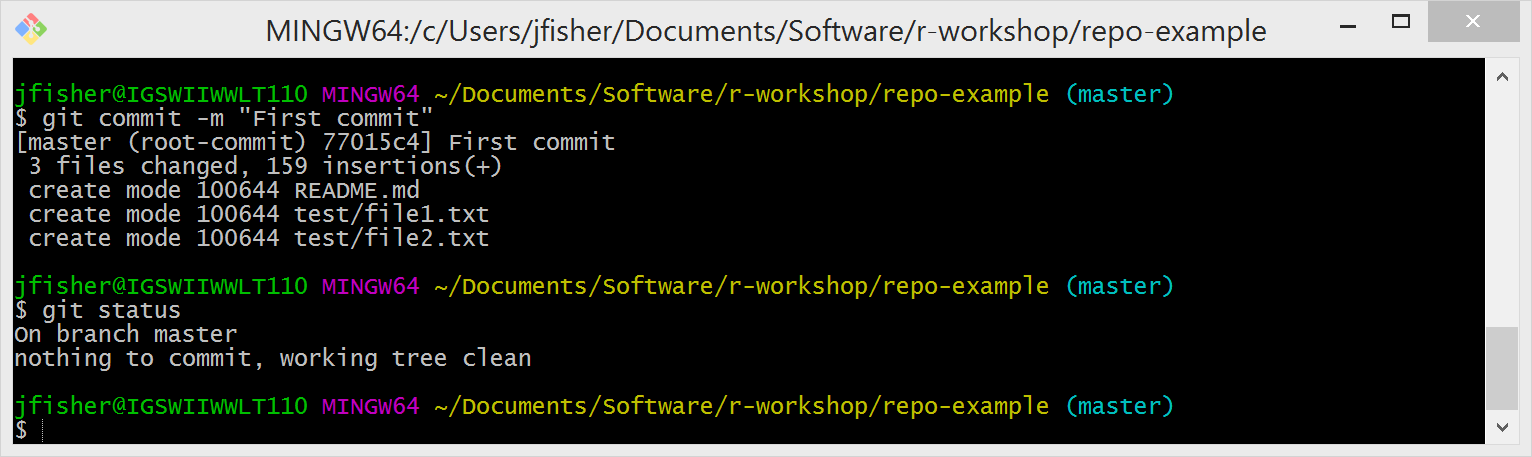 MINGW64:/c/Users/jfisher/Documents/Software/r-workshop/repo-example
jfisher@IGSWIIWWLT110 MINGW64 ~/Documents/Software/r-workshop/repo-example (master)
$ git commit -m "First commit"
[master (root-commit) 77015c4] First commit
 3 files changed, 159 insertions(+)
 create mode 100644 README.md
 create mode 100644 test/file1.txt
 create mode 100644 test/file2.txt
jfisher@IGSWIIWWLT110 MINGW64 ~/Documents/Software/r-workshop/repo-example (master)
$ git status
On branch master
nothing to commit, working tree clean
jfisher@IGSWIIWWLT110 MINGW64 ~/Documents/Software/r-workshop/repo-example (master)
$